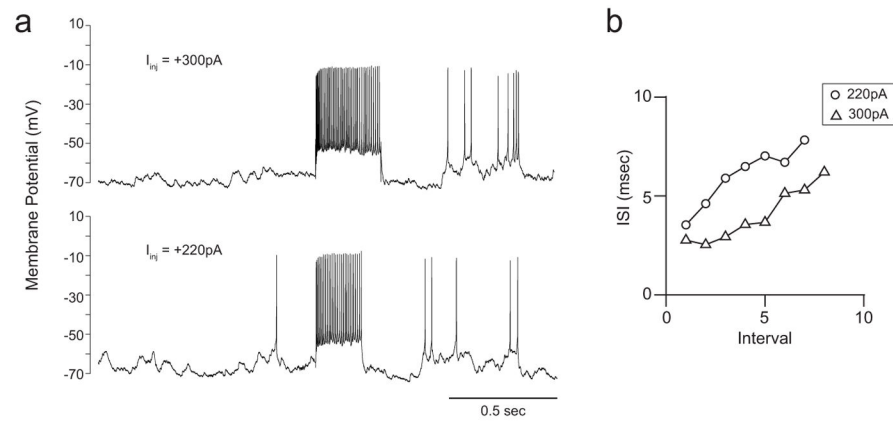 a
10
-10
-30
-50
-70
I_inj = +300pA
10
-10
-30
-50
-70
I_inj = +220pA
Membrane Potential (mV)
0.5 sec
b
220pA
300pA
10
5
0
ISI (msec)
0 5 10
Interval